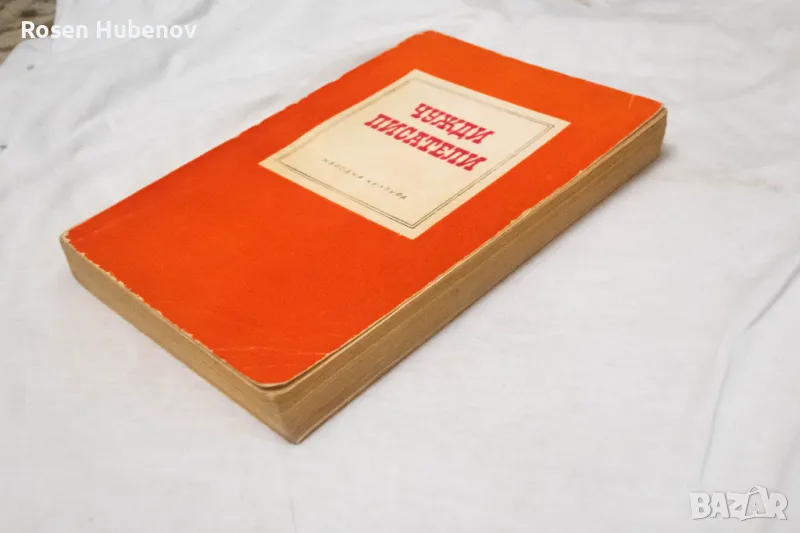 Rosen Hubenov
ЧУЖДИ
ПИСАТЕЛИ
НАРОДНА КУЛТУРА
BAZAR